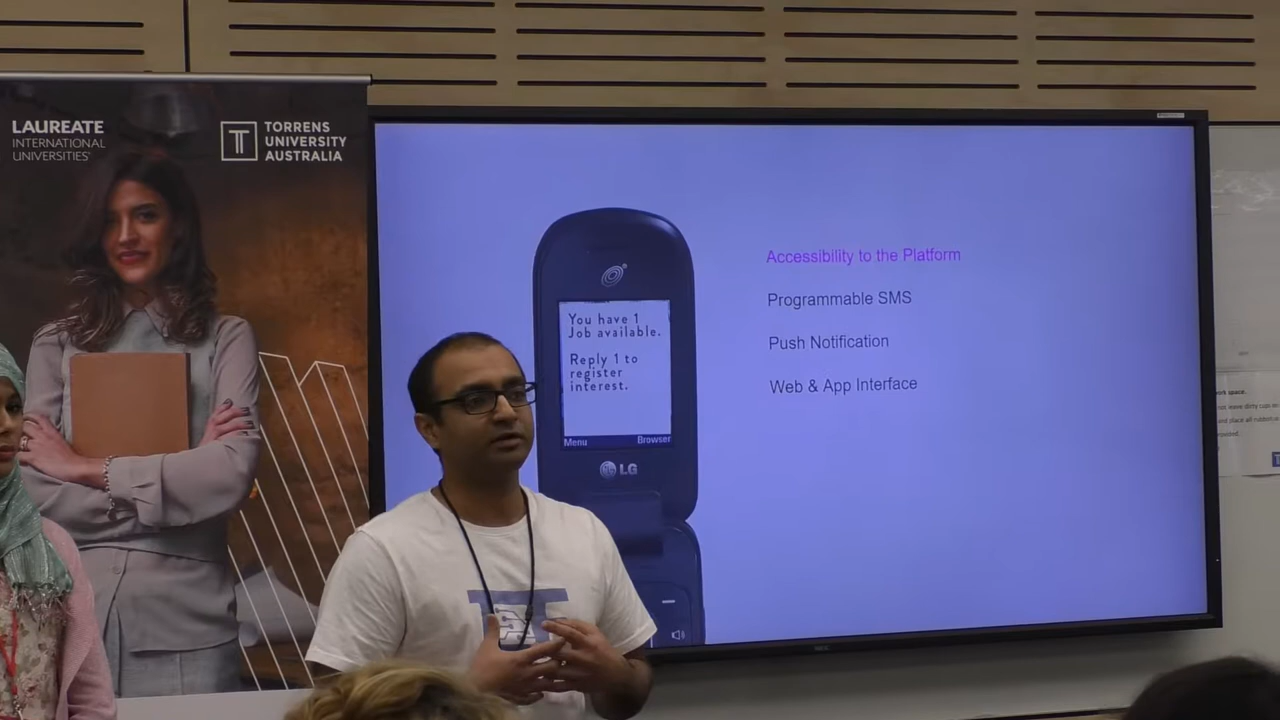 LAUREATE
INTERNATIONAL
UNIVERSITIES
TORRENS
UNIVERSITY
AUSTRALIA
You have 1
Job available.
Reply 1 to
register
interest.
Menu Browser
LG
Accessibility to the Platform
Programmable SMS
Push Notification
Web & App Interface
NEC